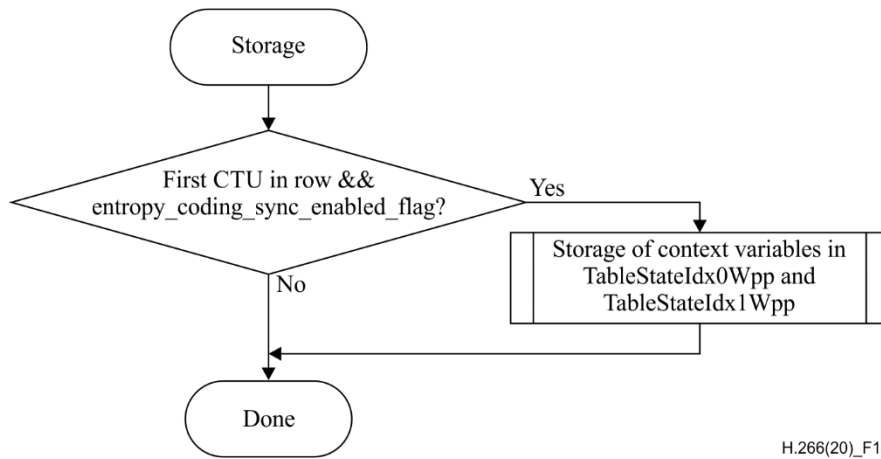 Storage
First CTU in row &&
entropy_coding_sync_enabled_flag?
Yes
Storage of context variables in
TableStateIdx0Wpp and
TableStateIdx1Wpp
No
Done
H.266(20)_F1